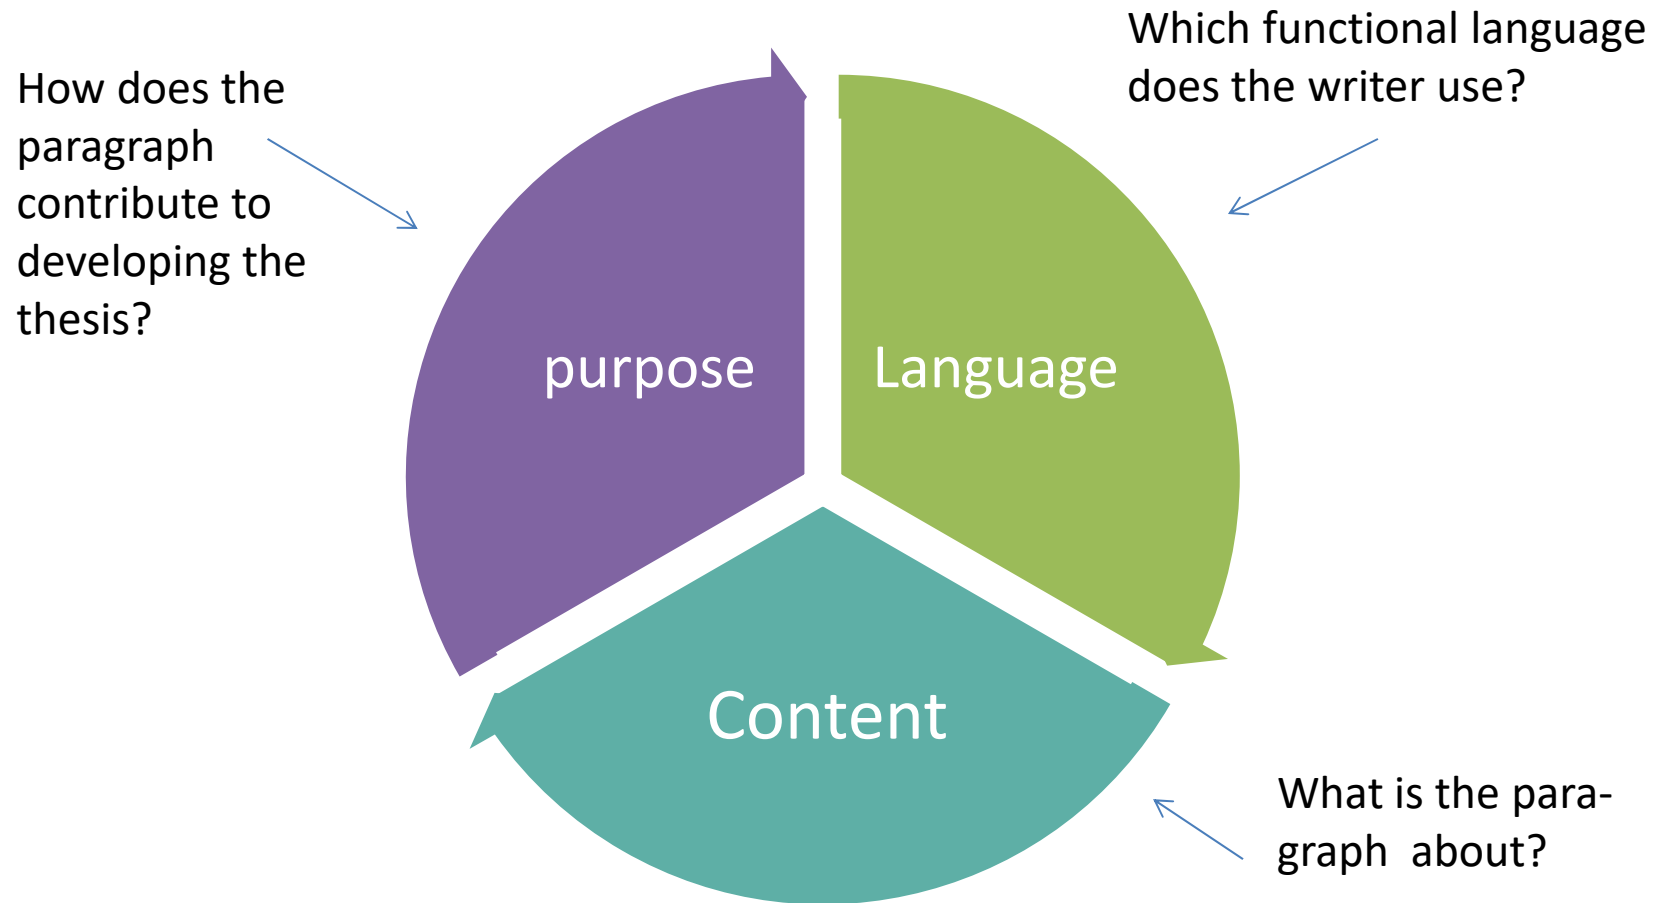 How does the
paragraph
contribute to
developing the
thesis?
Which functional language
does the writer use?
purpose
Language
Content
What is the para-
graph about?